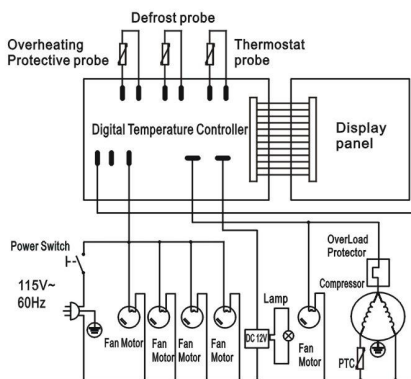 Defrost probe
Overheating
Protective probe
Thermostat
probe
Digital Temperature Controller
Display
panel
Power Switch
115V~
60Hz
OverLoad
Protector
Compressor
Lamp
DC 12V
Fan Motor
Fan
Motor
Fan
Motor
Fan
Motor
Fan
Motor
PTC